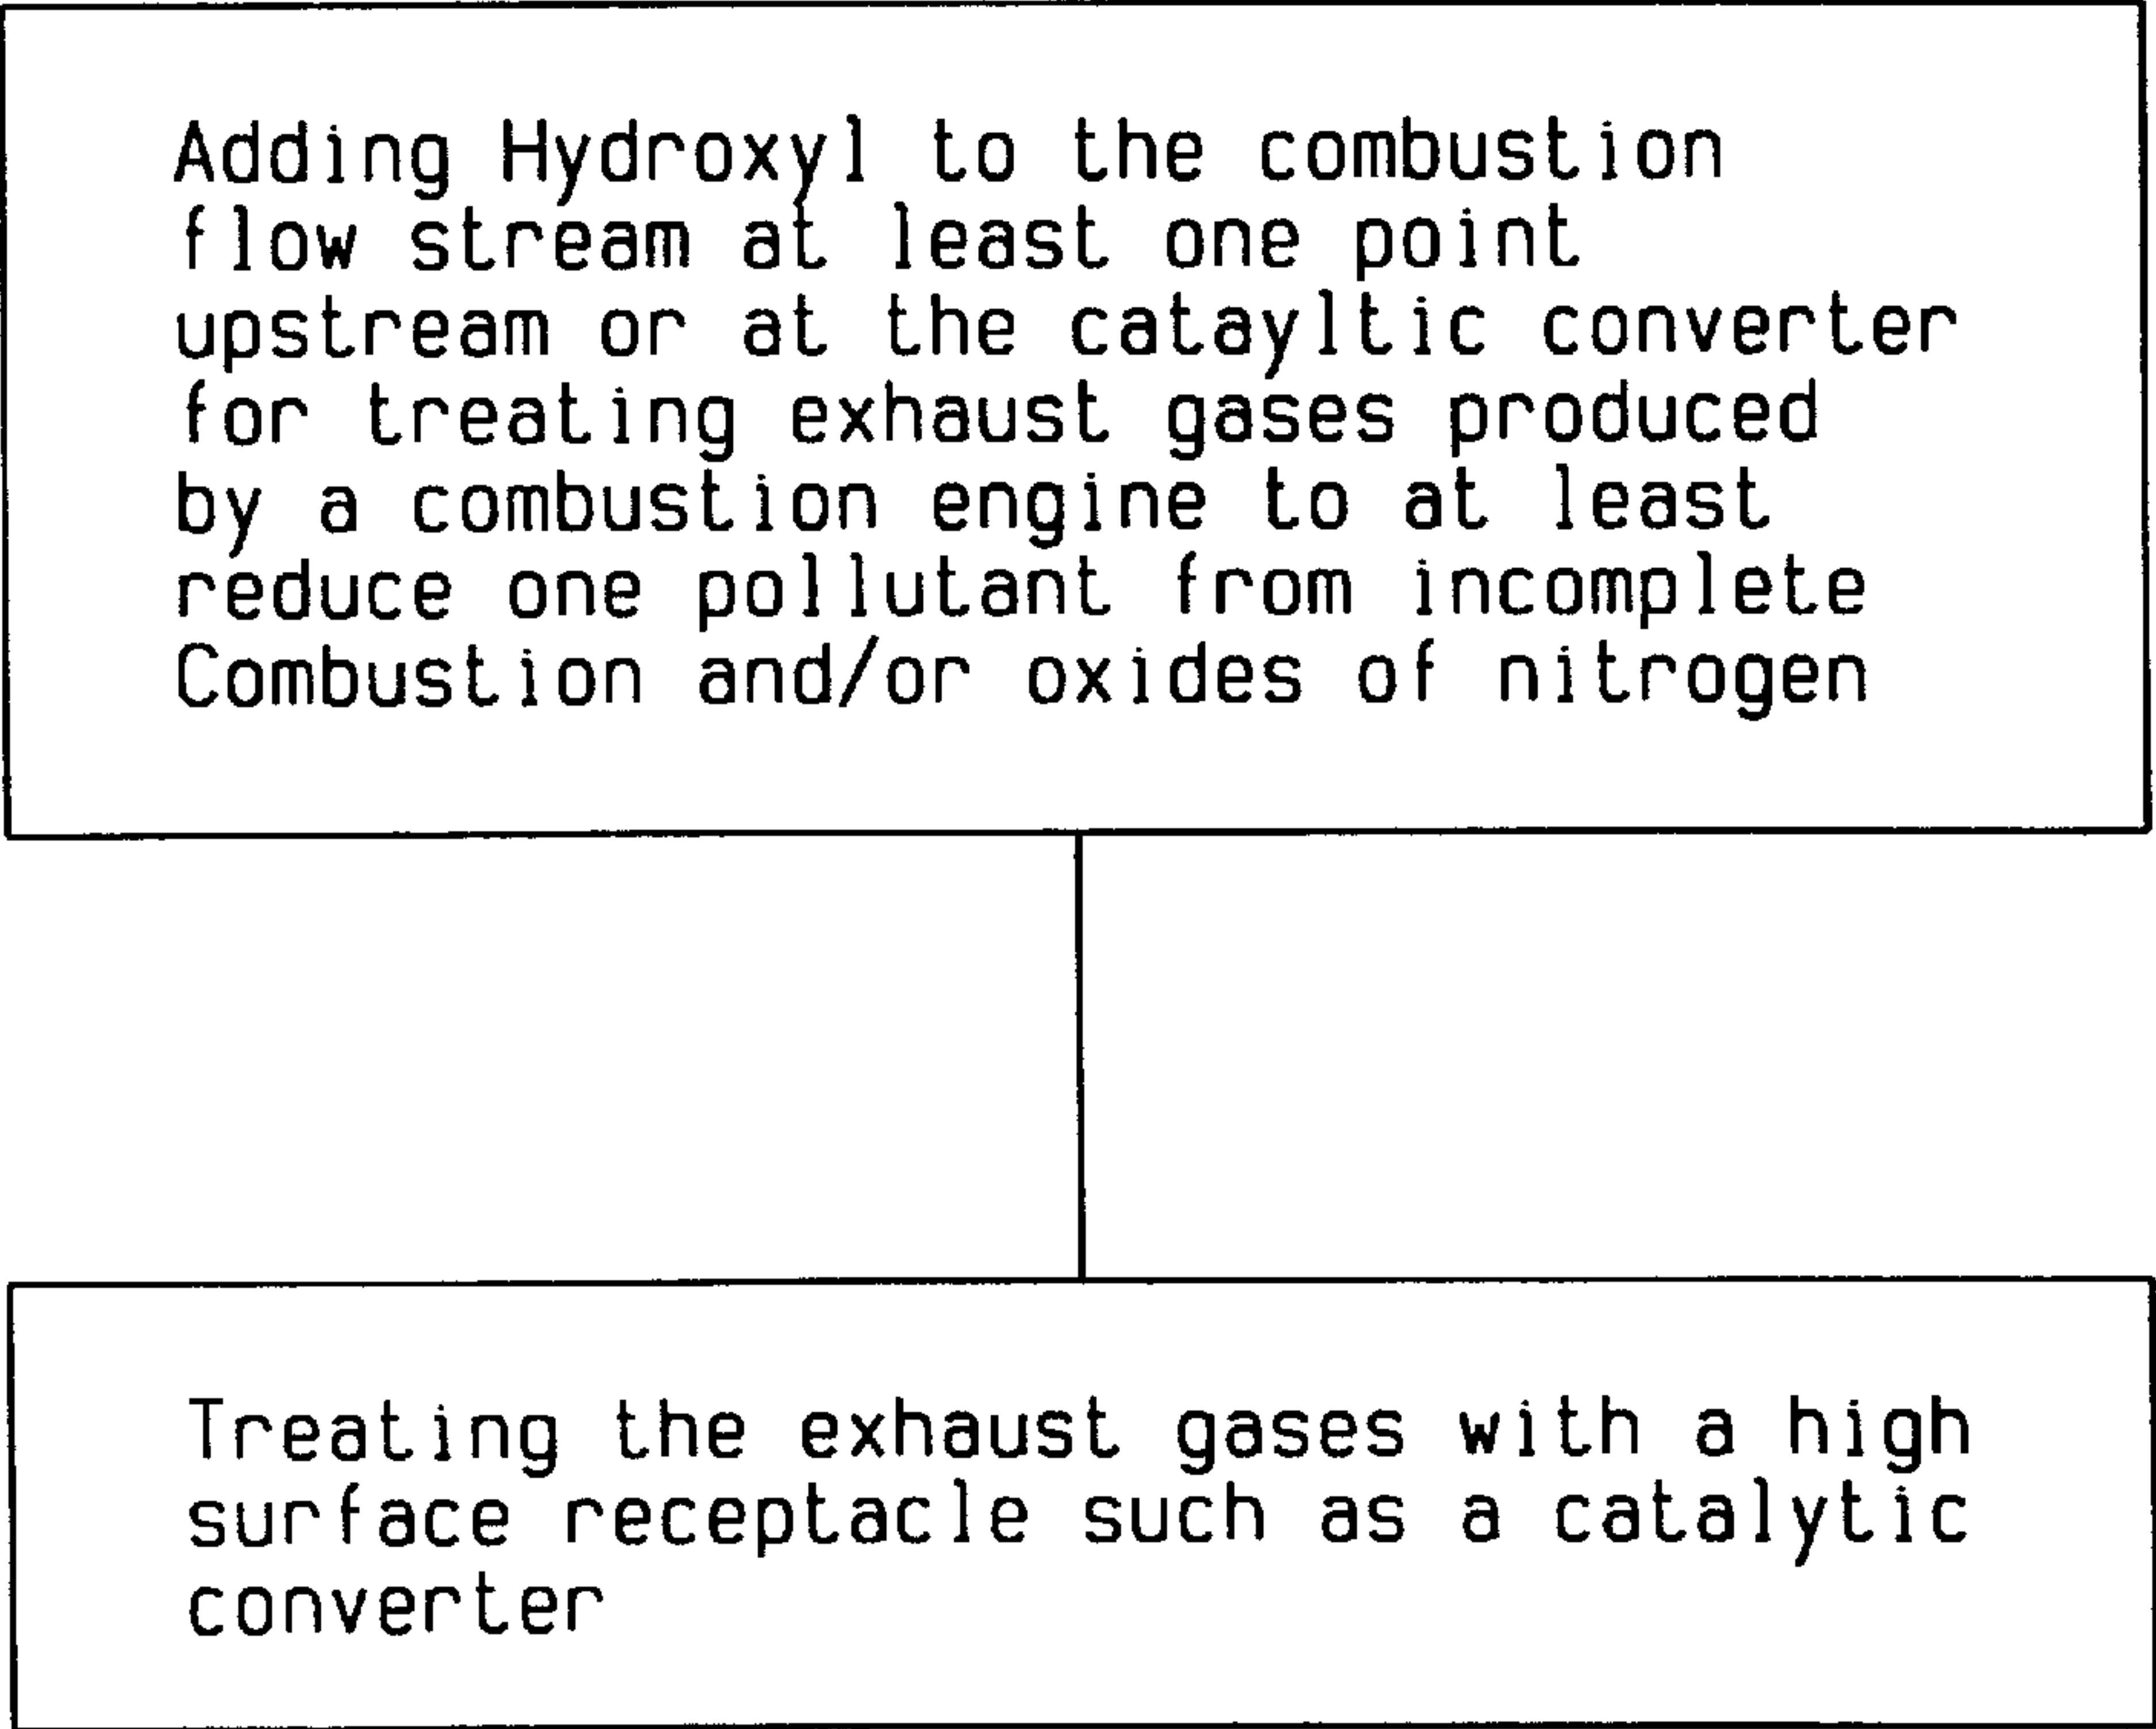 Adding Hydroxyl to the combustion
flow stream at least one point
upstream or at the catayltic converter
for treating exhaust gases produced
by a combustion engine to at least
reduce one pollutant from incomplete
Combustion and/or oxides of nitrogen
Treating the exhaust gases with a high
surface receptacle such as a catalytic
converter